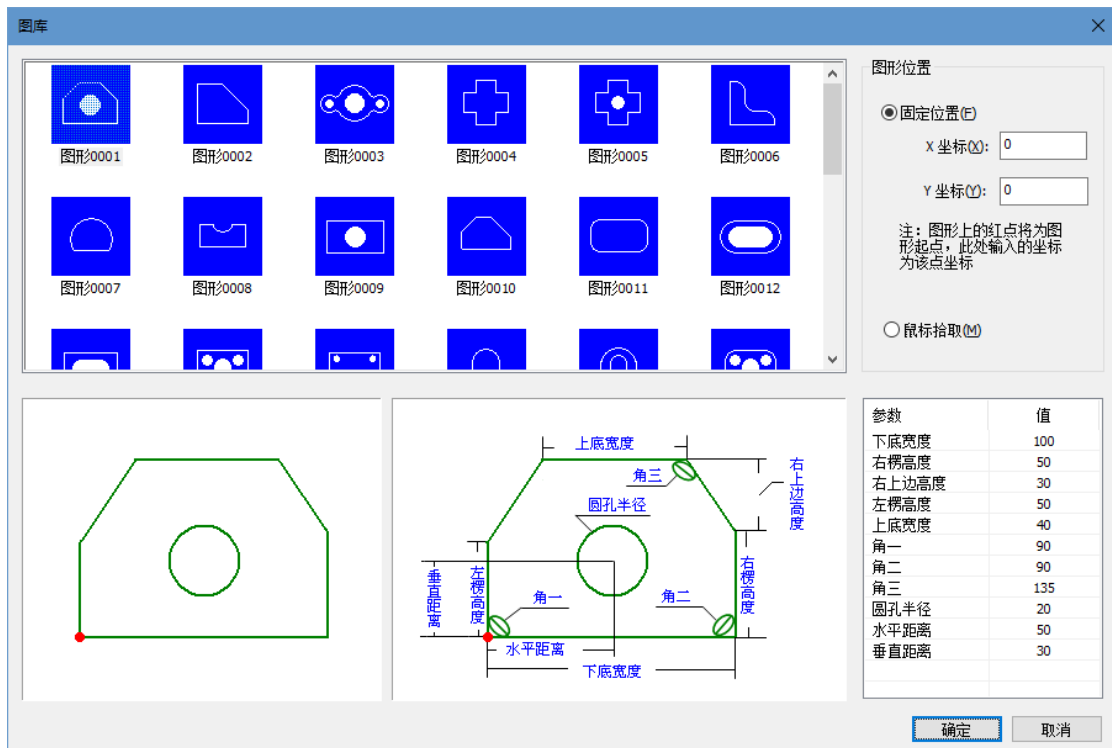 图库
图形0001 图形0002 图形0003 图形0004 图形0005 图形0006
图形0007 图形0008 图形0009 图形0010 图形0011 图形0012
图形位置
固定位置(F)
X 坐标(X): 0
Y 坐标(Y): 0
注：图形上的红点将为图
形起点，此处输入的坐标
为该点坐标
鼠标拾取(M)
上底宽度
角三
右上边高度
圆孔半径
垂直距离
左楞高度
角一
角二
右楞高度
水平距离
下底宽度
参数 值
下底宽度 100
右楞高度 50
右上边高度 30
左楞高度 50
上底宽度 40
角一 90
角二 90
角三 135
圆孔半径 20
水平距离 50
垂直距离 30
确定 取消